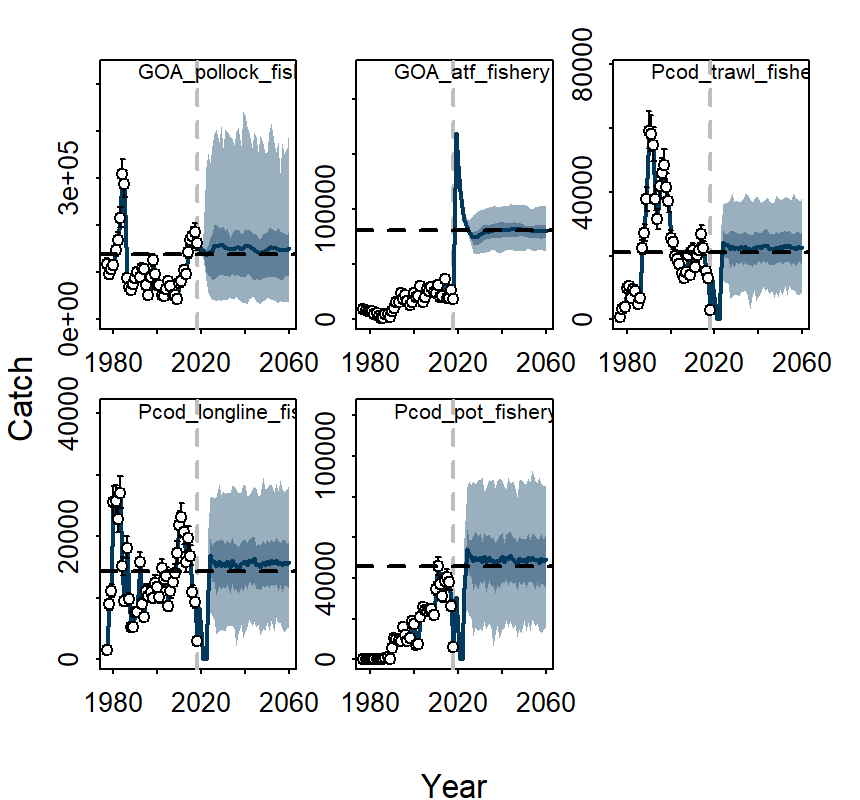 GOA_pollock_fish
GOA_atf_fishery
Pcod_trawl_fishe
0e+00
3e+05
0
100000
0
40000
80000
1980 2020 2060
1980 2020 2060
1980 2020 2060
Catch
Pcod_longline_fis
Pcod_pot_fishery
0
20000
40000
0
40000
100000
1980 2020 2060
1980 2020 2060
Year